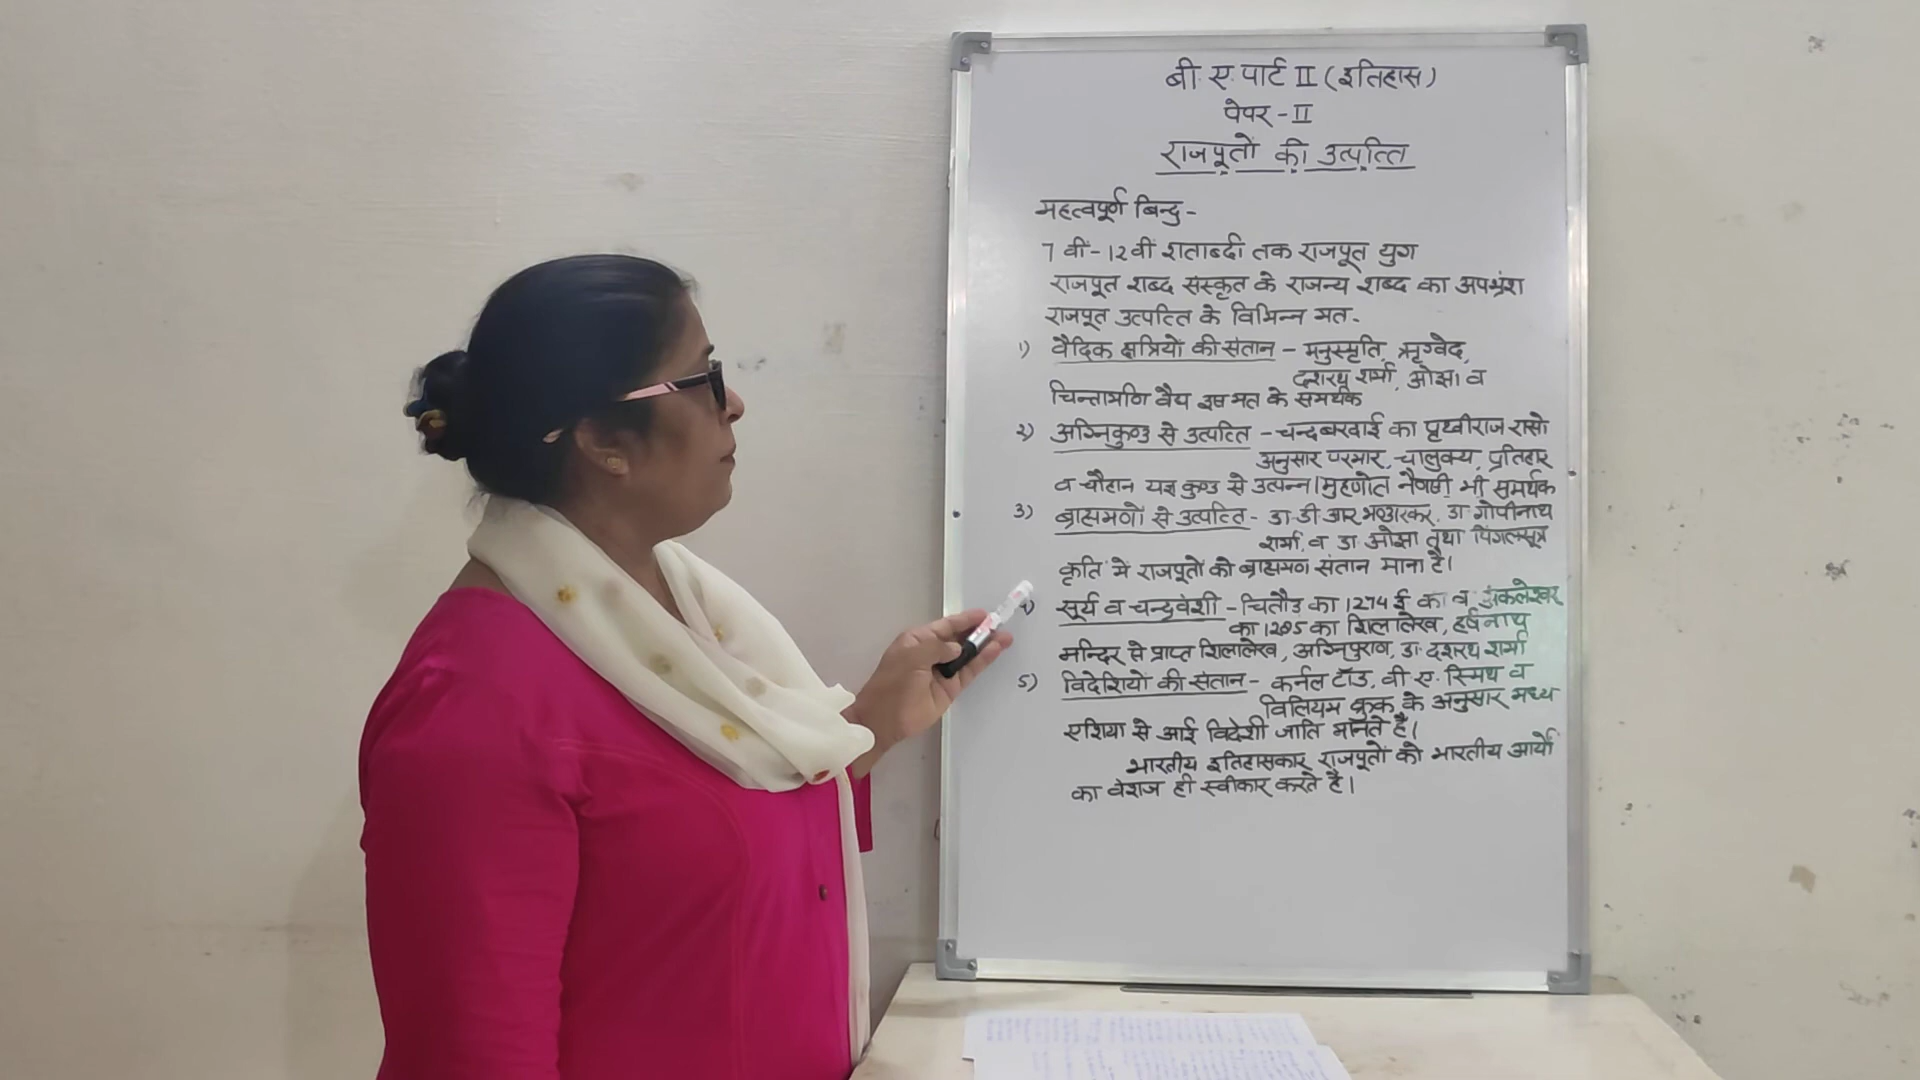 बी. ए. पार्ट II (इतिहास)
पेपर - II
राजपूतों की उत्पत्ति
महत्वपूर्ण बिन्दु -
7 वीं - 12 वीं शताब्दी तक राजपूत युग
राजपूत शब्द संस्कृत के राजन्य शब्द का अपभ्रंश
राजपूत उत्पत्ति के विभिन्न मत -
1) वैदिक क्षत्रियों की संतान - मनुस्मृति, ऋग्वेद,
दशरथ शर्मा, ओझा व
चिन्तामणि वैद्य इस मत के समर्थक
2) अग्निकुण्ड से उत्पत्ति - चन्दबरदाई का पृथ्वीराज रासो
अनुसार परमार, चालुक्य, प्रतिहार
व चौहान यज्ञ कुण्ड से उत्पन्न। मुहणोत नैणसी भी समर्थक
3) ब्राह्मणों से उत्पत्ति - डा. डी. आर. भण्डारकर, डा गोपीनाथ
शर्मा, व डा ओझा तथा पिंगलसूत्र
कृति में राजपूतों को ब्राह्मण संतान माना है।
4) सूर्य व चन्द्रवंशी - चितौड का 1274 ई का व अंकलेश्वर
का 1285 का शिलालेख, हर्षनाथ
मन्दिर से प्राप्त शिलालेख, अग्निपुराण, डा. दशरथ शर्मा
5) विदेशियों की संतान - कर्नल टॉड, वी. ए. स्मिथ व
विलियम क्रुक के अनुसार मध्य
एशिया से आई विदेशी जाति मानते है।
भारतीय इतिहासकार राजपूतों को भारतीय आर्यों
का वंशज ही स्वीकार करते है।